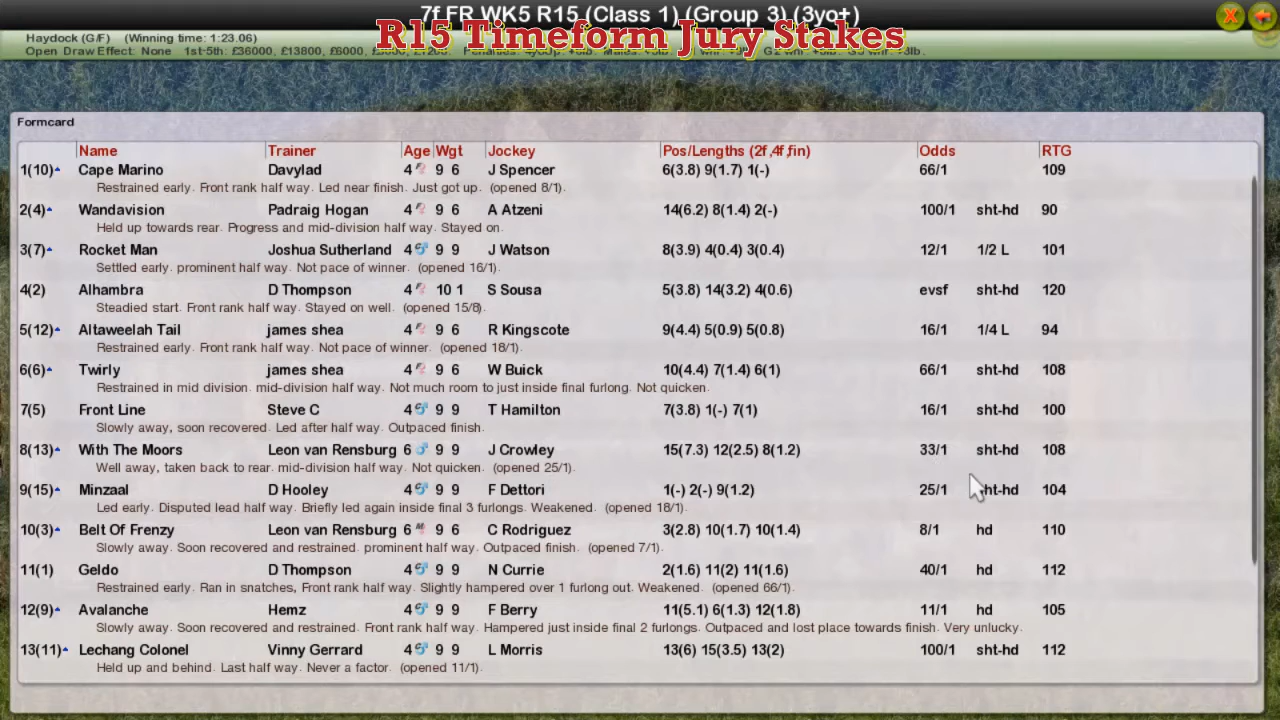 7f FR WK5 R15 (Class 1) (Group 3) (3yo+)
R15 Timeform Jury Stakes
Haydock (G/F) (Winning time: 1:23.06)
Open Draw Effect: None 1st-5th: £36000, £13800, £6000,
Formcard
Name Trainer Age Wgt Jockey Pos/Lengths (2f,4f,fin) Odds RTG
1(10) Cape Marino Davylad 4 9 6 J Spencer 6(3.8) 9(1.7) 1(-) 66/1 109
Restrained early. Front rank half way. Led near finish. Just got up. (opened 8/1).
2(4) Wandavision Padraig Hogan 4 9 6 A Atzeni 14(6.2) 8(1.4) 2(-) 100/1 sht-hd 90
Held up towards rear. Progress and mid-division half way. Stayed on.
3(7) Rocket Man Joshua Sutherland 4 9 9 J Watson 8(3.9) 4(0.4) 3(0.4) 12/1 1/2 L 101
Settled early. prominent half way. Not pace of winner. (opened 16/1).
4(2) Alhambra D Thompson 4 10 1 S Sousa 5(3.8) 14(3.2) 4(0.6) evsf sht-hd 120
Steadied start. Front rank half way. Stayed on well. (opened 15/8).
5(12) Altaweelah Tail james shea 4 9 6 R Kingscote 9(4.4) 5(0.9) 5(0.8) 16/1 1/4 L 94
Restrained early. Front rank half way. Not pace of winner. (opened 18/1).
6(6) Twirly james shea 4 9 6 W Buick 10(4.4) 7(1.4) 6(1) 66/1 sht-hd 108
Restrained in mid division. mid-division half way. Not much room to just inside final furlong. Not quicken.
7(5) Front Line Steve C 4 9 9 T Hamilton 7(3.8) 1(-) 7(1) 16/1 sht-hd 100
Slowly away, soon recovered. Led after half way. Outpaced finish.
8(13) With The Moors Leon van Rensburg 6 9 9 J Crowley 15(7.3) 12(2.5) 8(1.2) 33/1 sht-hd 108
Well away, taken back to rear. mid-division half way. Not quicken. (opened 25/1).
9(15) Minzaal D Hooley 4 9 9 F Dettori 1(-) 2(-) 9(1.2) 25/1 sht-hd 104
Led early. Disputed lead half way. Briefly led again inside final 3 furlongs. Weakened. (opened 18/1).
10(3) Belt Of Frenzy Leon van Rensburg 6 9 6 C Rodriguez 3(2.8) 10(1.7) 10(1.4) 8/1 hd 110
Slowly away. Soon recovered and restrained. prominent half way. Outpaced finish. (opened 7/1).
11(1) Geldo D Thompson 4 9 9 N Currie 2(1.6) 11(2) 11(1.6) 40/1 hd 112
Restrained early. Ran in snatches, Front rank half way. Slightly hampered over 1 furlong out. Weakened. (opened 66/1).
12(9) Avalanche Hemz 4 9 9 F Berry 11(5.1) 6(1.3) 12(1.8) 11/1 hd 105
Slowly away. Soon recovered and restrained. Front rank half way. Hampered just inside final 2 furlongs. Outpaced and lost place towards finish. Very unlucky.
13(11) Lechang Colonel Vinny Gerrard 4 9 9 L Morris 13(6) 15(3.5) 13(2) 100/1 sht-hd 112
Held up and behind. Last half way. Never a factor. (opened 11/1).